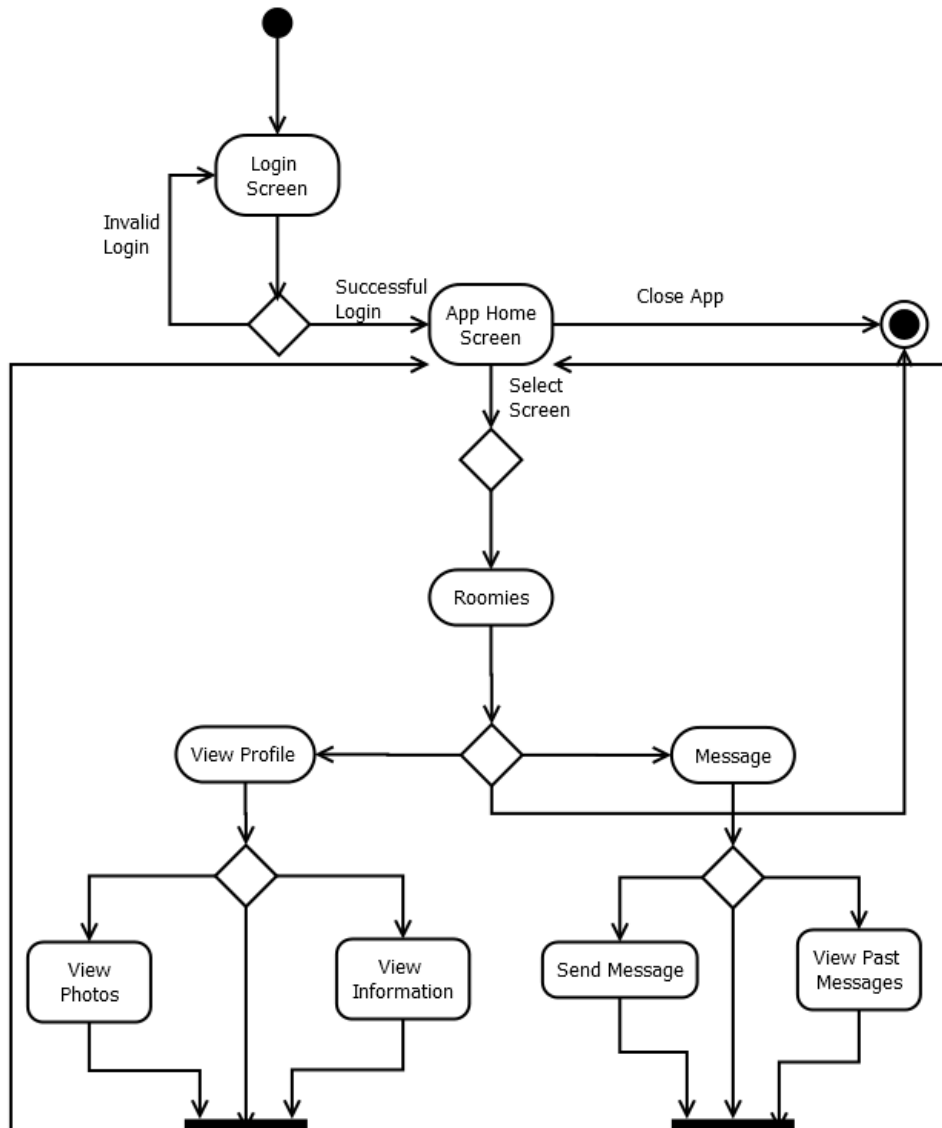 Login
Screen
Invalid
Login
Successful
Login
App Home
Screen
Close App
Select
Screen
Roomies
View Profile
Message
View
Photos
View
Information
Send Message
View Past
Messages